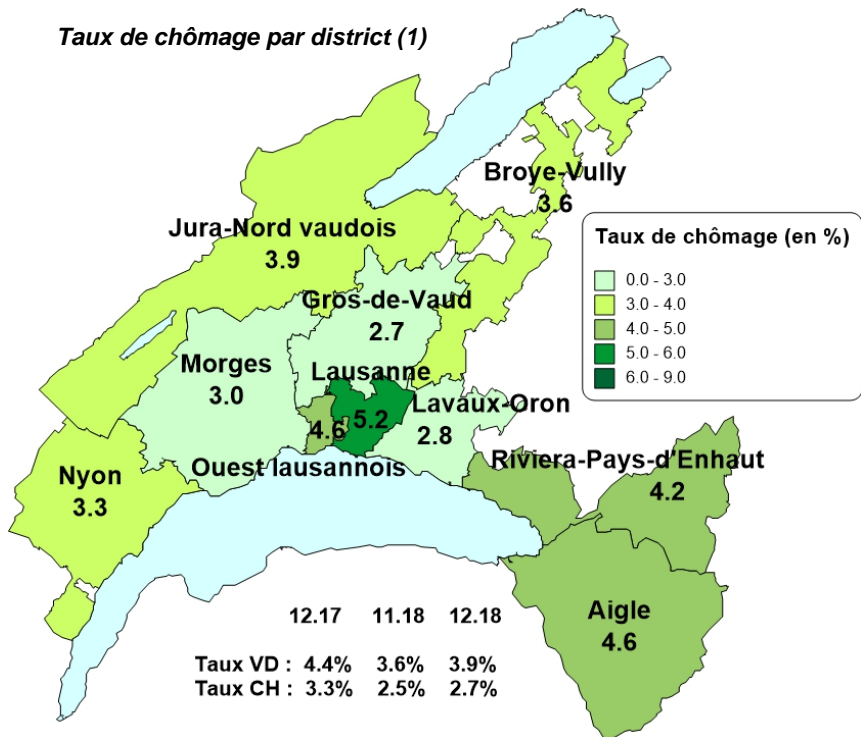 Taux de chômage par district (1)
Broye-Vully
3.6
Jura-Nord vaudois
3.9
Taux de chômage (en %)
0.0 - 3.0
3.0 - 4.0
4.0 - 5.0
5.0 - 6.0
6.0 - 9.0
Gros-de-Vaud
2.7
Morges
3.0
Lausanne
5.2
Lavaux-Oron
2.8
4.6
Ouest lausannois
Riviera-Pays-d'Enhaut
4.2
Nyon
3.3
Aigle
4.6
12.17 11.18 12.18
Taux VD : 4.4% 3.6% 3.9%
Taux CH : 3.3% 2.5% 2.7%